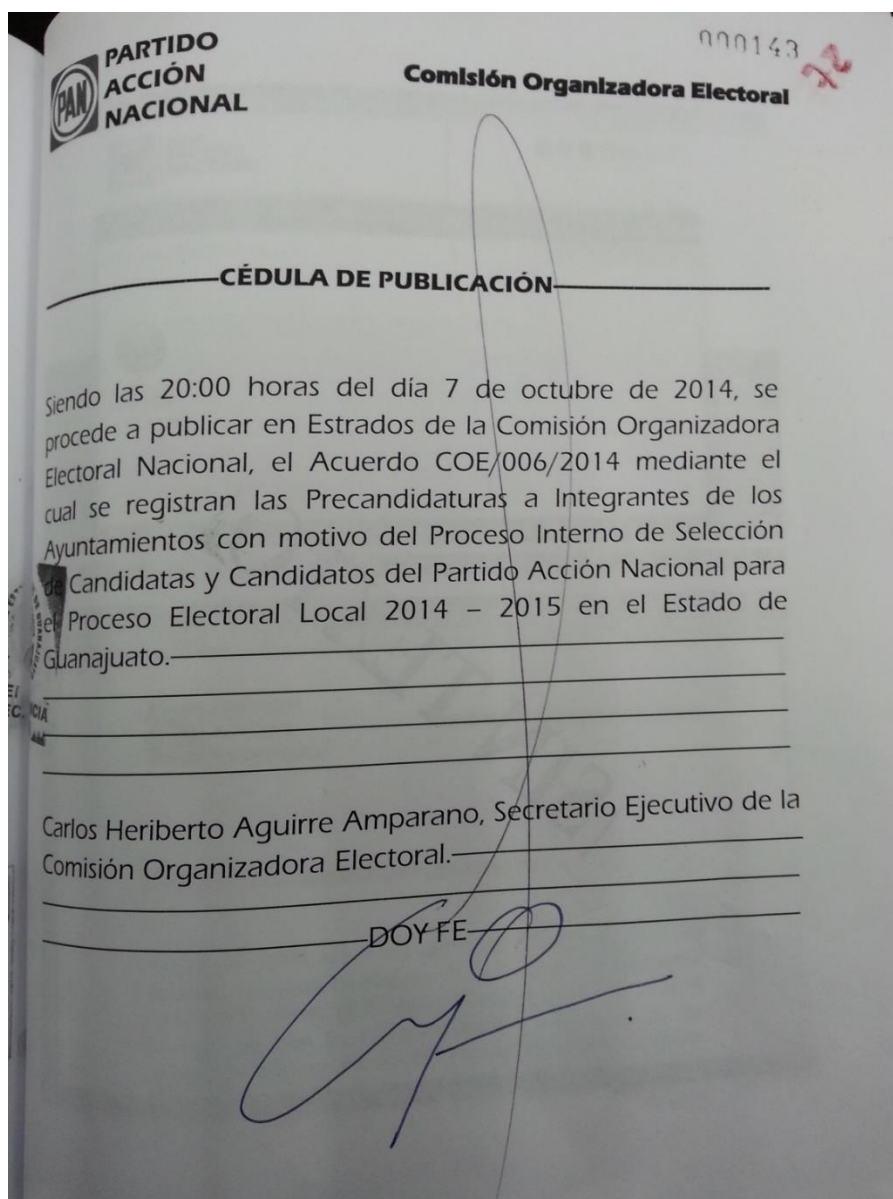 PARTIDO
ACCIÓN
NACIONAL
PAN
000143
Comisión Organizadora Electoral
CÉDULA DE PUBLICACIÓN
Siendo las 20:00 horas del día 7 de octubre de 2014, se
procede a publicar en Estrados de la Comisión Organizadora
Electoral Nacional, el Acuerdo COE/006/2014 mediante el
cual se registran las Precandidaturas a Integrantes de los
Ayuntamientos con motivo del Proceso Interno de Selección
de Candidatas y Candidatos del Partido Acción Nacional para
el Proceso Electoral Local 2014 – 2015 en el Estado de
Guanajuato.
Carlos Heriberto Aguirre Amparano, Secretario Ejecutivo de la
Comisión Organizadora Electoral.
DOY FE